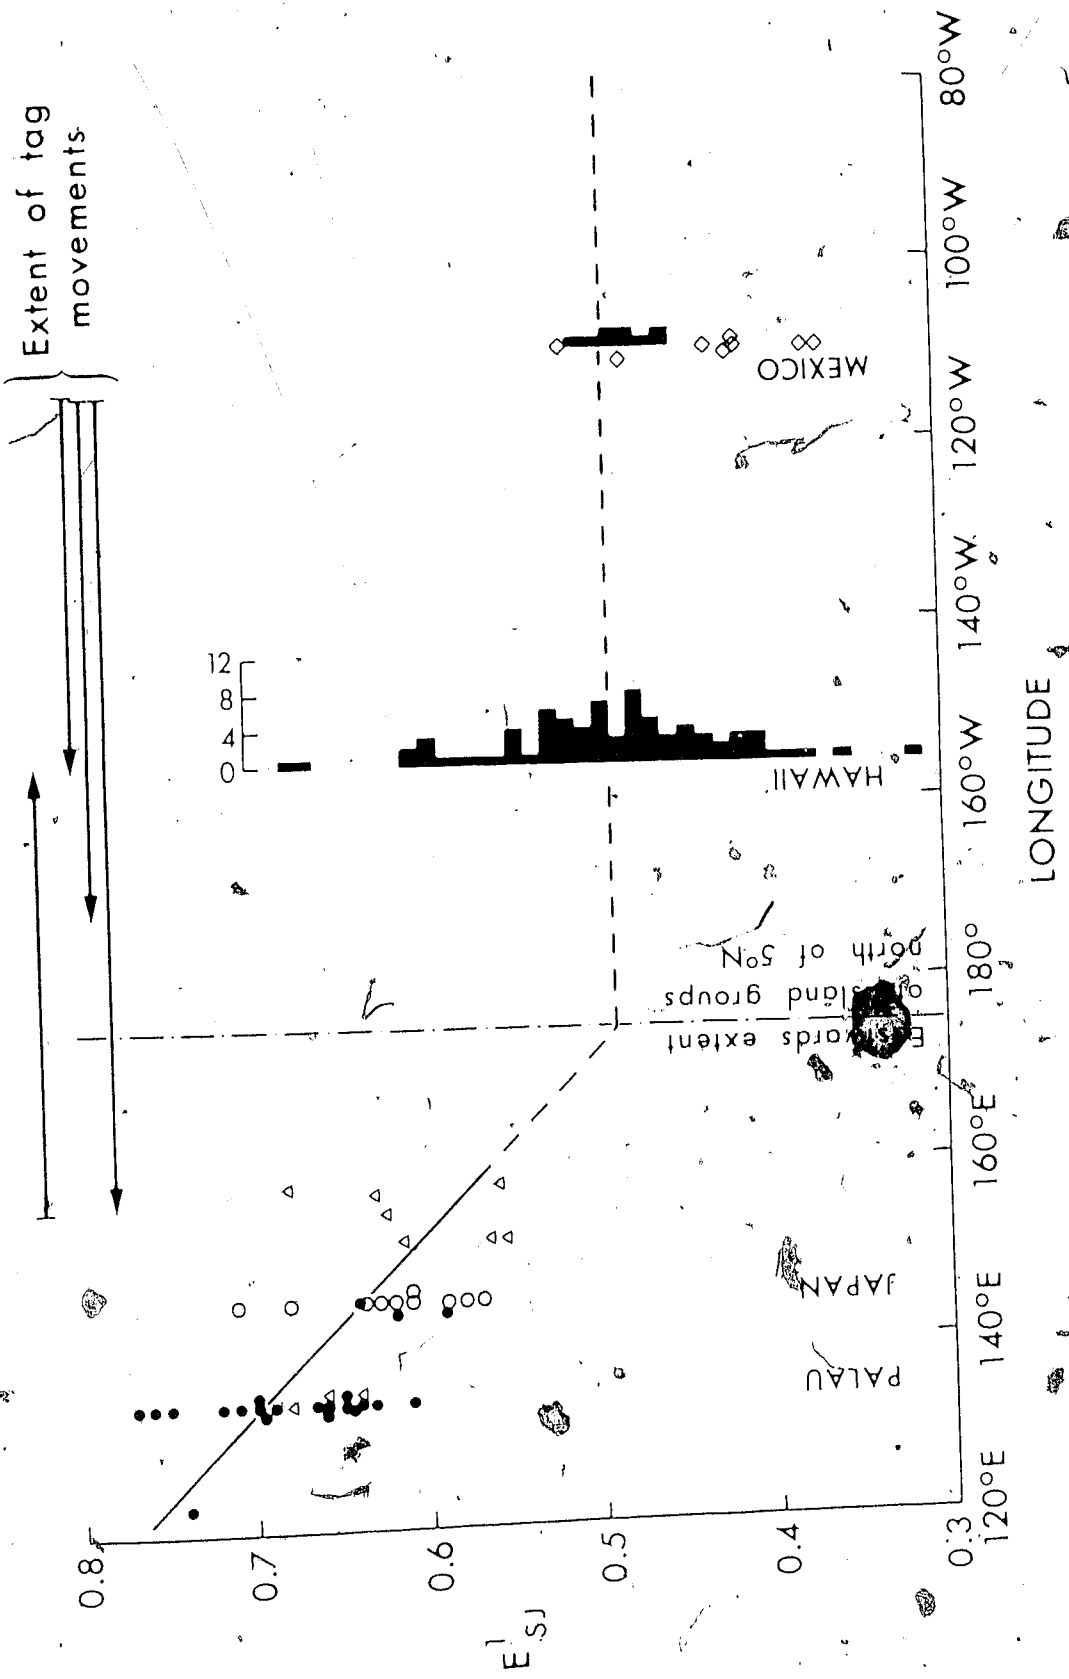 Extent of tag
movements
0.8
0.7
0.6
0.5
0.4
0.3
E¹SJ
12
8
4
0
PALAU
JAPAN
Eastwards extent
of island groups
north of 5°N
HAWAII
MEXICO
120°E
140°E
160°E
180°
160°W
140°W
120°W
100°W
80°W
LONGITUDE